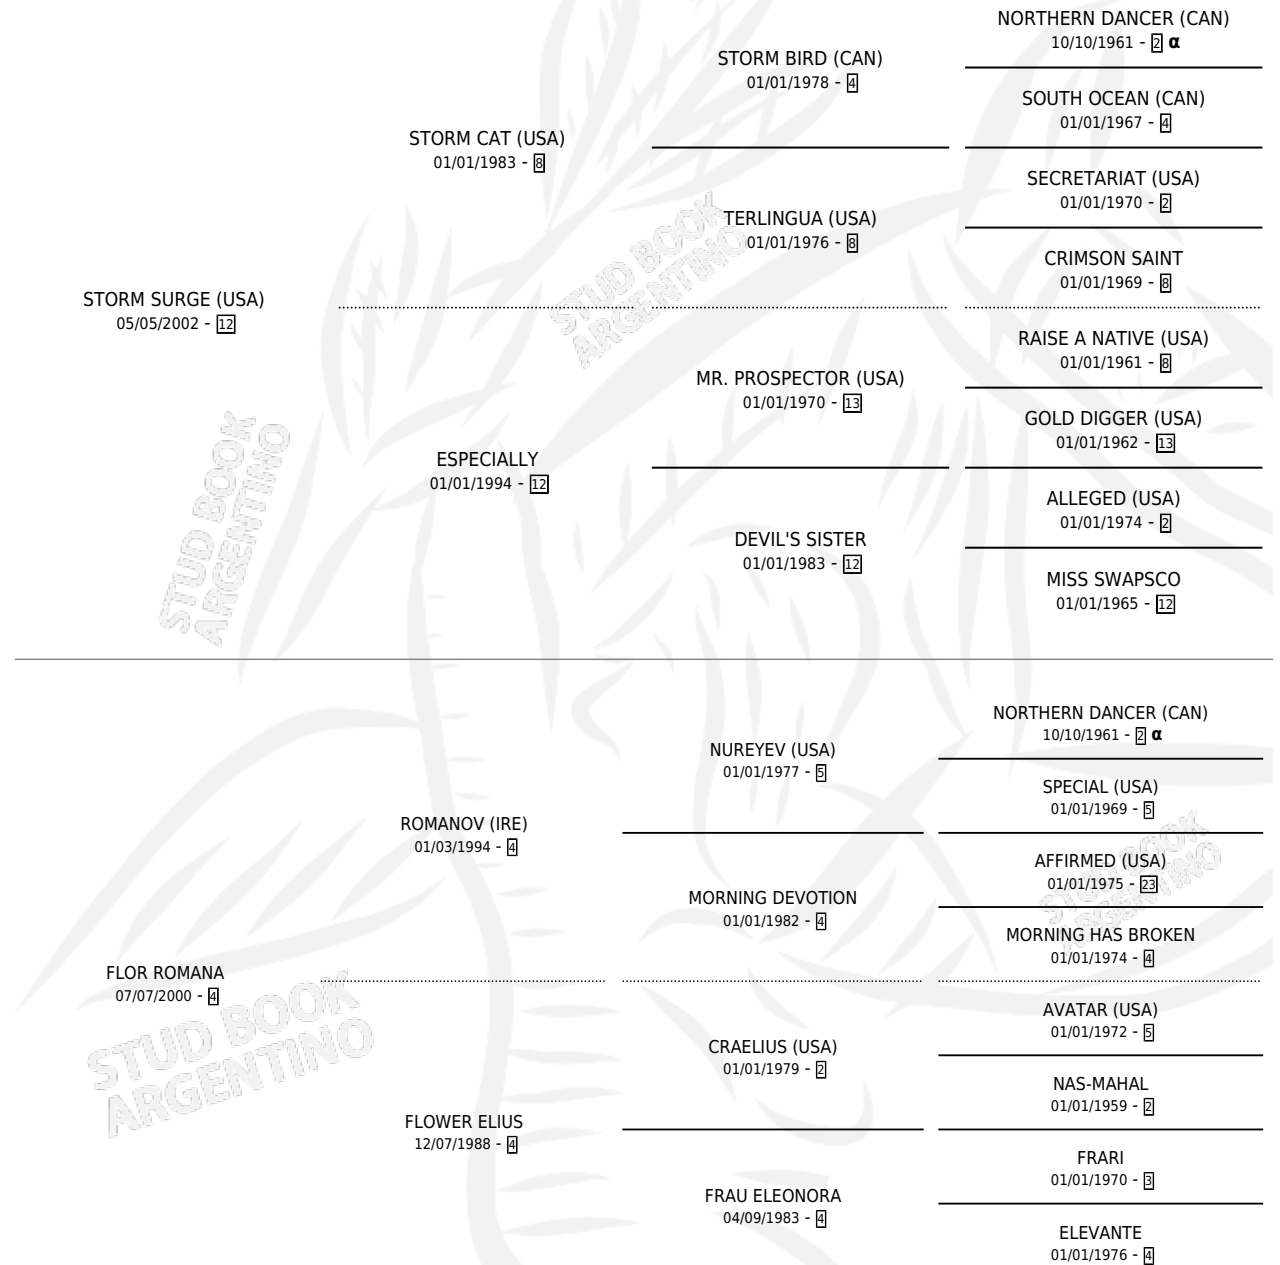 NORTHERN DANCER (CAN)
10/10/1961 - 2 α
STORM BIRD (CAN)
01/01/1978 - 4
SOUTH OCEAN (CAN)
01/01/1967 - 4
STORM CAT (USA)
01/01/1983 - 8
SECRETARIAT (USA)
01/01/1970 - 2
TERLINGUA (USA)
01/01/1976 - 8
CRIMSON SAINT
01/01/1969 - 8
STORM SURGE (USA)
05/05/2002 - 12
RAISE A NATIVE (USA)
01/01/1961 - 8
MR. PROSPECTOR (USA)
01/01/1970 - 13
GOLD DIGGER (USA)
01/01/1962 - 13
ESPECIALLY
01/01/1994 - 12
ALLEGED (USA)
01/01/1974 - 2
DEVIL'S SISTER
01/01/1983 - 12
MISS SWAPSCO
01/01/1965 - 12
NORTHERN DANCER (CAN)
10/10/1961 - 2 α
NUREYEV (USA)
01/01/1977 - 5
SPECIAL (USA)
01/01/1969 - 5
ROMANOV (IRE)
01/03/1994 - 4
AFFIRMED (USA)
01/01/1975 - 23
MORNING DEVOTION
01/01/1982 - 4
MORNING HAS BROKEN
01/01/1974 - 4
FLOR ROMANA
07/07/2000 - 4
AVATAR (USA)
01/01/1972 - 5
CRAELIUS (USA)
01/01/1979 - 2
NAS-MAHAL
01/01/1959 - 2
FLOWER ELIUS
12/07/1988 - 4
FRARI
01/01/1970 - 3
FRAU ELEONORA
04/09/1983 - 4
ELEVANTE
01/01/1976 - 4
STUD BOOK
ARGENTINO
STUD BOOK
ARGENTINO
STUD BOOK
ARGENTINO
STUD BOOK
ARGENTINO